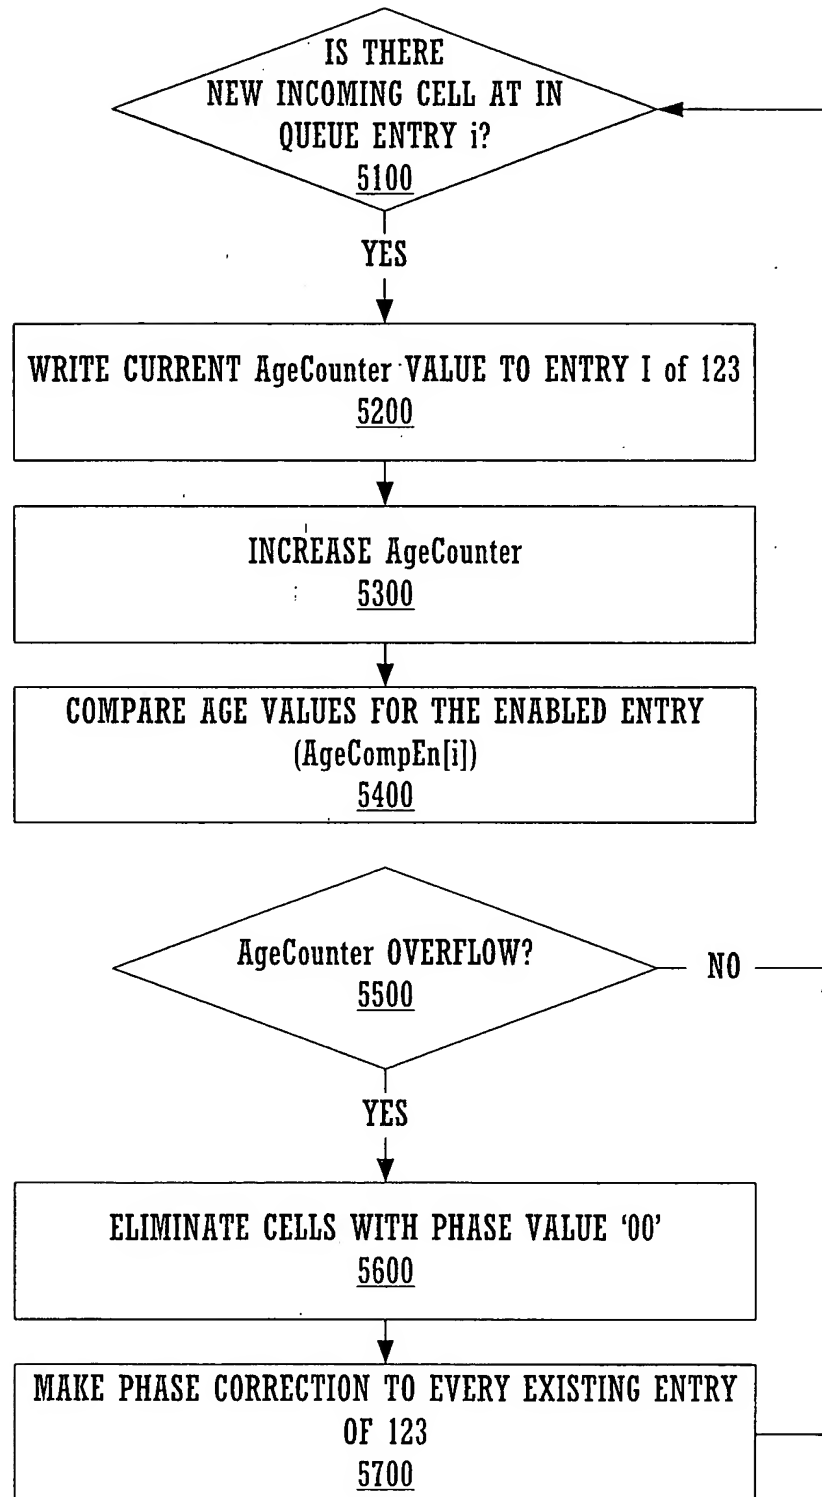 IS THERE
NEW INCOMING CELL AT IN
QUEUE ENTRY i?
5100
YES
WRITE CURRENT AgeCounter VALUE TO ENTRY I of 123
5200
INCREASE AgeCounter
5300
COMPARE AGE VALUES FOR THE ENABLED ENTRY
(AgeCompEn[i])
5400
AgeCounter OVERFLOW?
5500
NO
YES
ELIMINATE CELLS WITH PHASE VALUE ‘00’
5600
MAKE PHASE CORRECTION TO EVERY EXISTING ENTRY
OF 123
5700